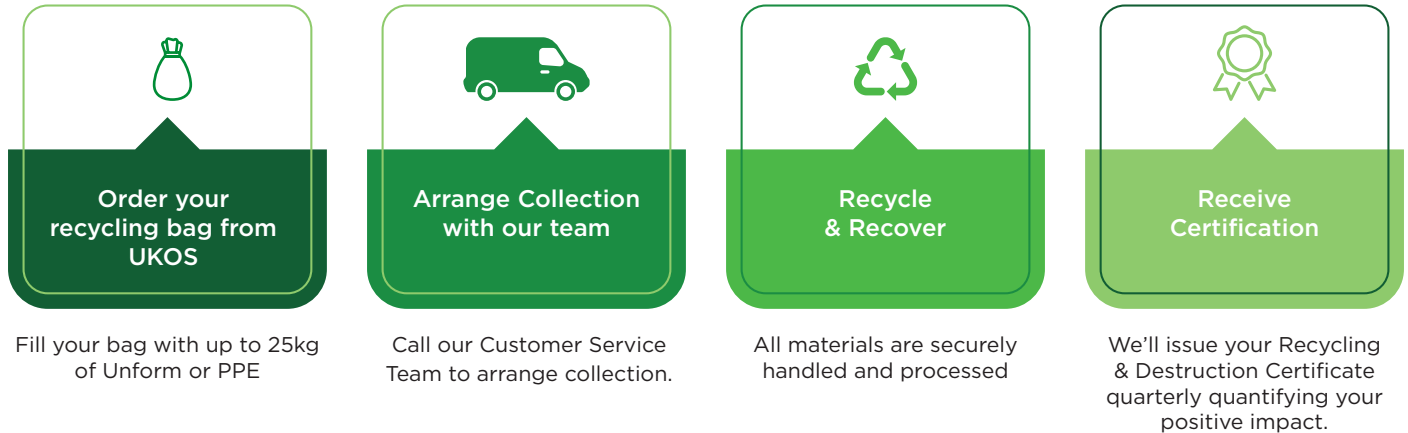 Order your
recycling bag from
UKOS
Fill your bag with up to 25kg
of Unform or PPE
Arrange Collection
with our team
Call our Customer Service
Team to arrange collection.
Recycle
& Recover
All materials are securely
handled and processed
Receive
Certification
We’ll issue your Recycling
& Destruction Certificate
quarterly quantifying your
positive impact.